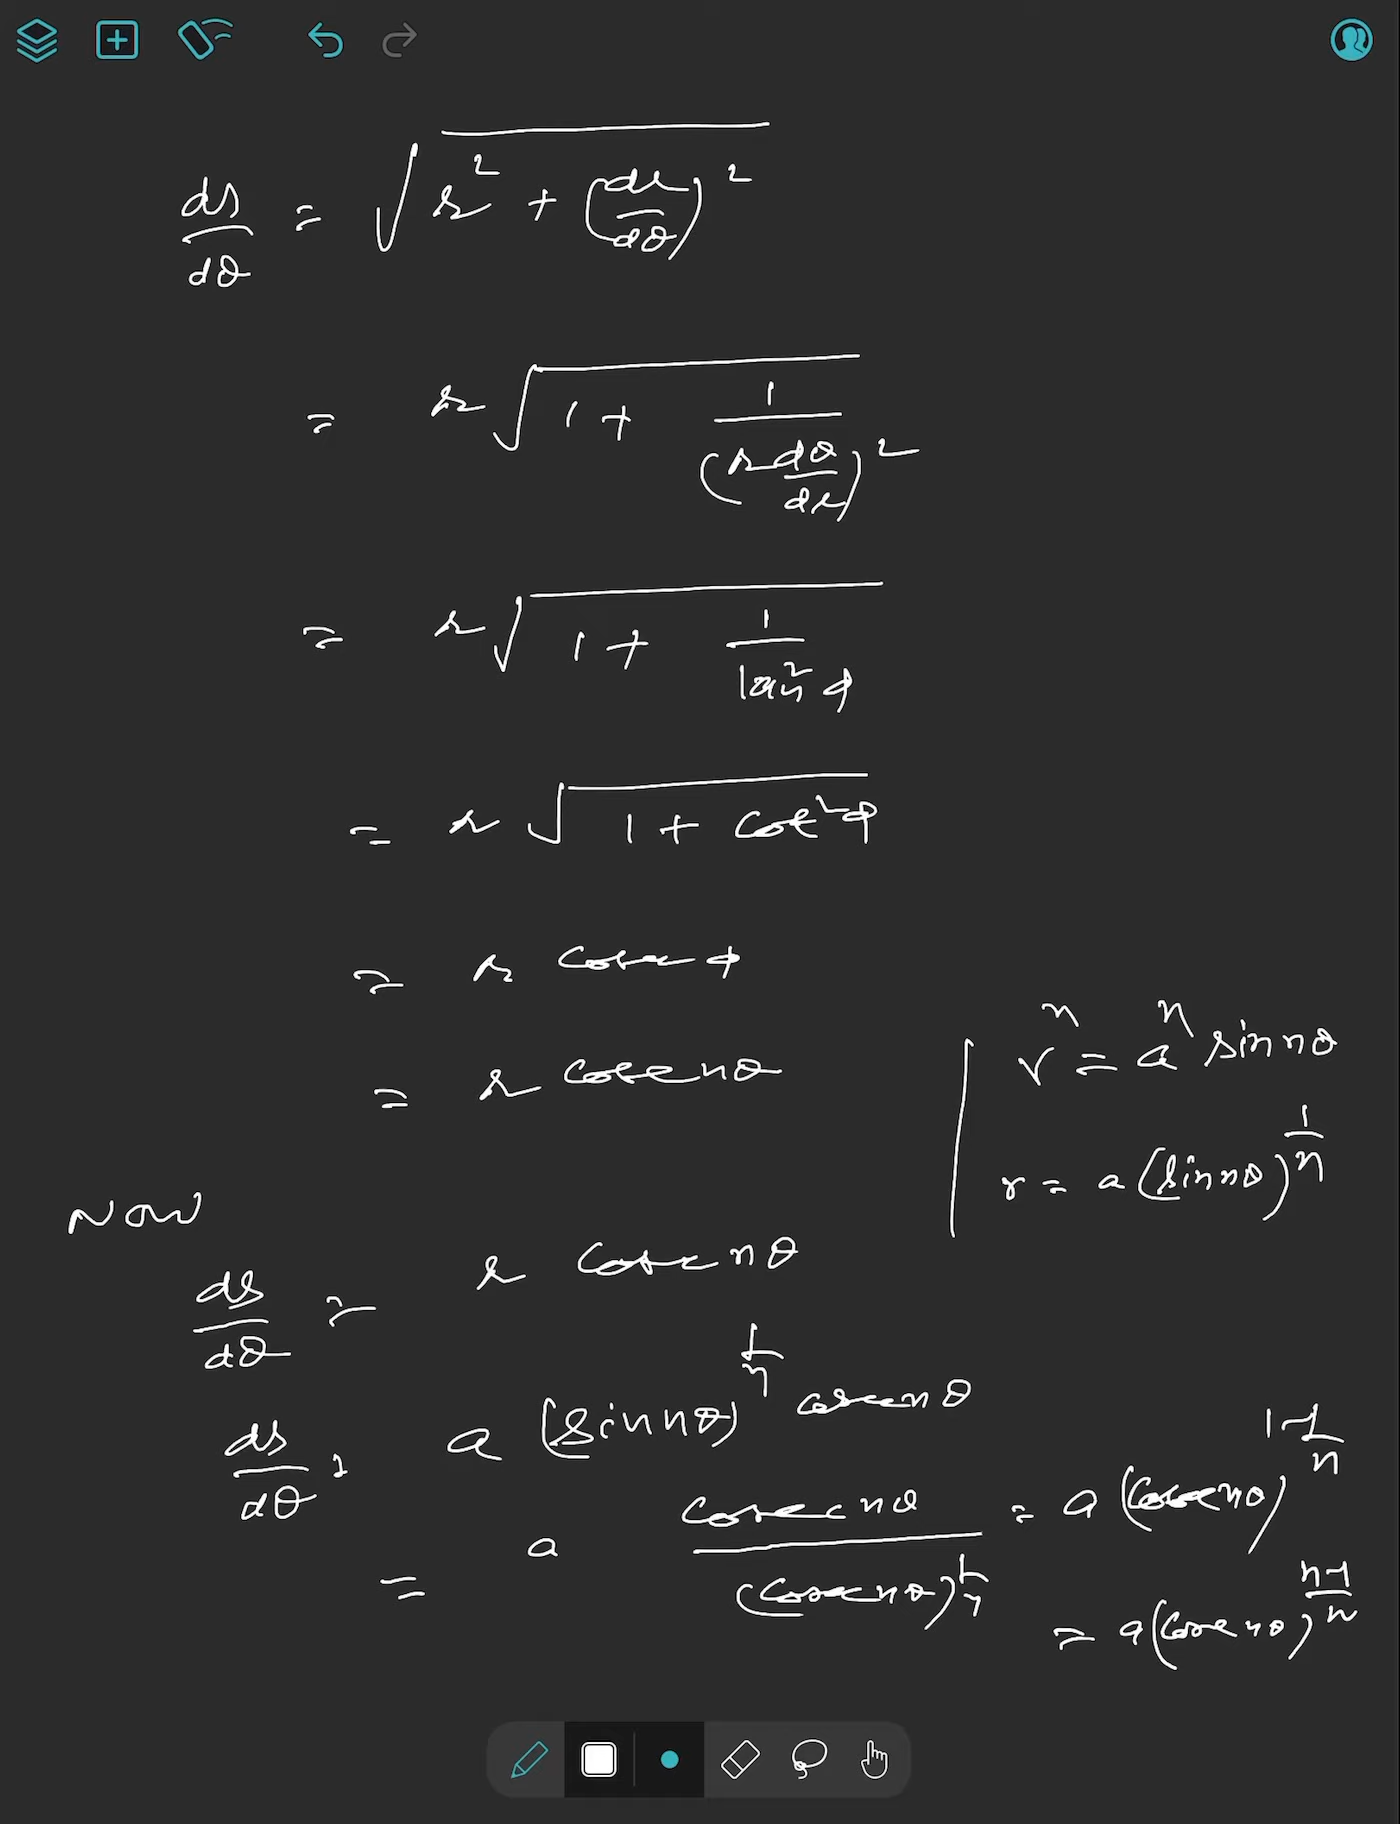 ds/dθ = √(r² + (dr/dθ)²)
= r√(1 + 1/(r dθ/dr)²)
= r√(1 + 1/tan²φ)
= r√(1 + cot²φ)
= r cosec φ
= r cosec nθ
rⁿ = aⁿ sin nθ
r = a(sin nθ)^(1/n)
Now
ds/dθ = r cosec nθ
ds/dθ = a (sin nθ)^(1/n) cosec nθ
= a cosec nθ/(cosec nθ)^(1/n) = a(cosec nθ)^(1-1/n)
= a(cosec nθ)^((n-1)/n)